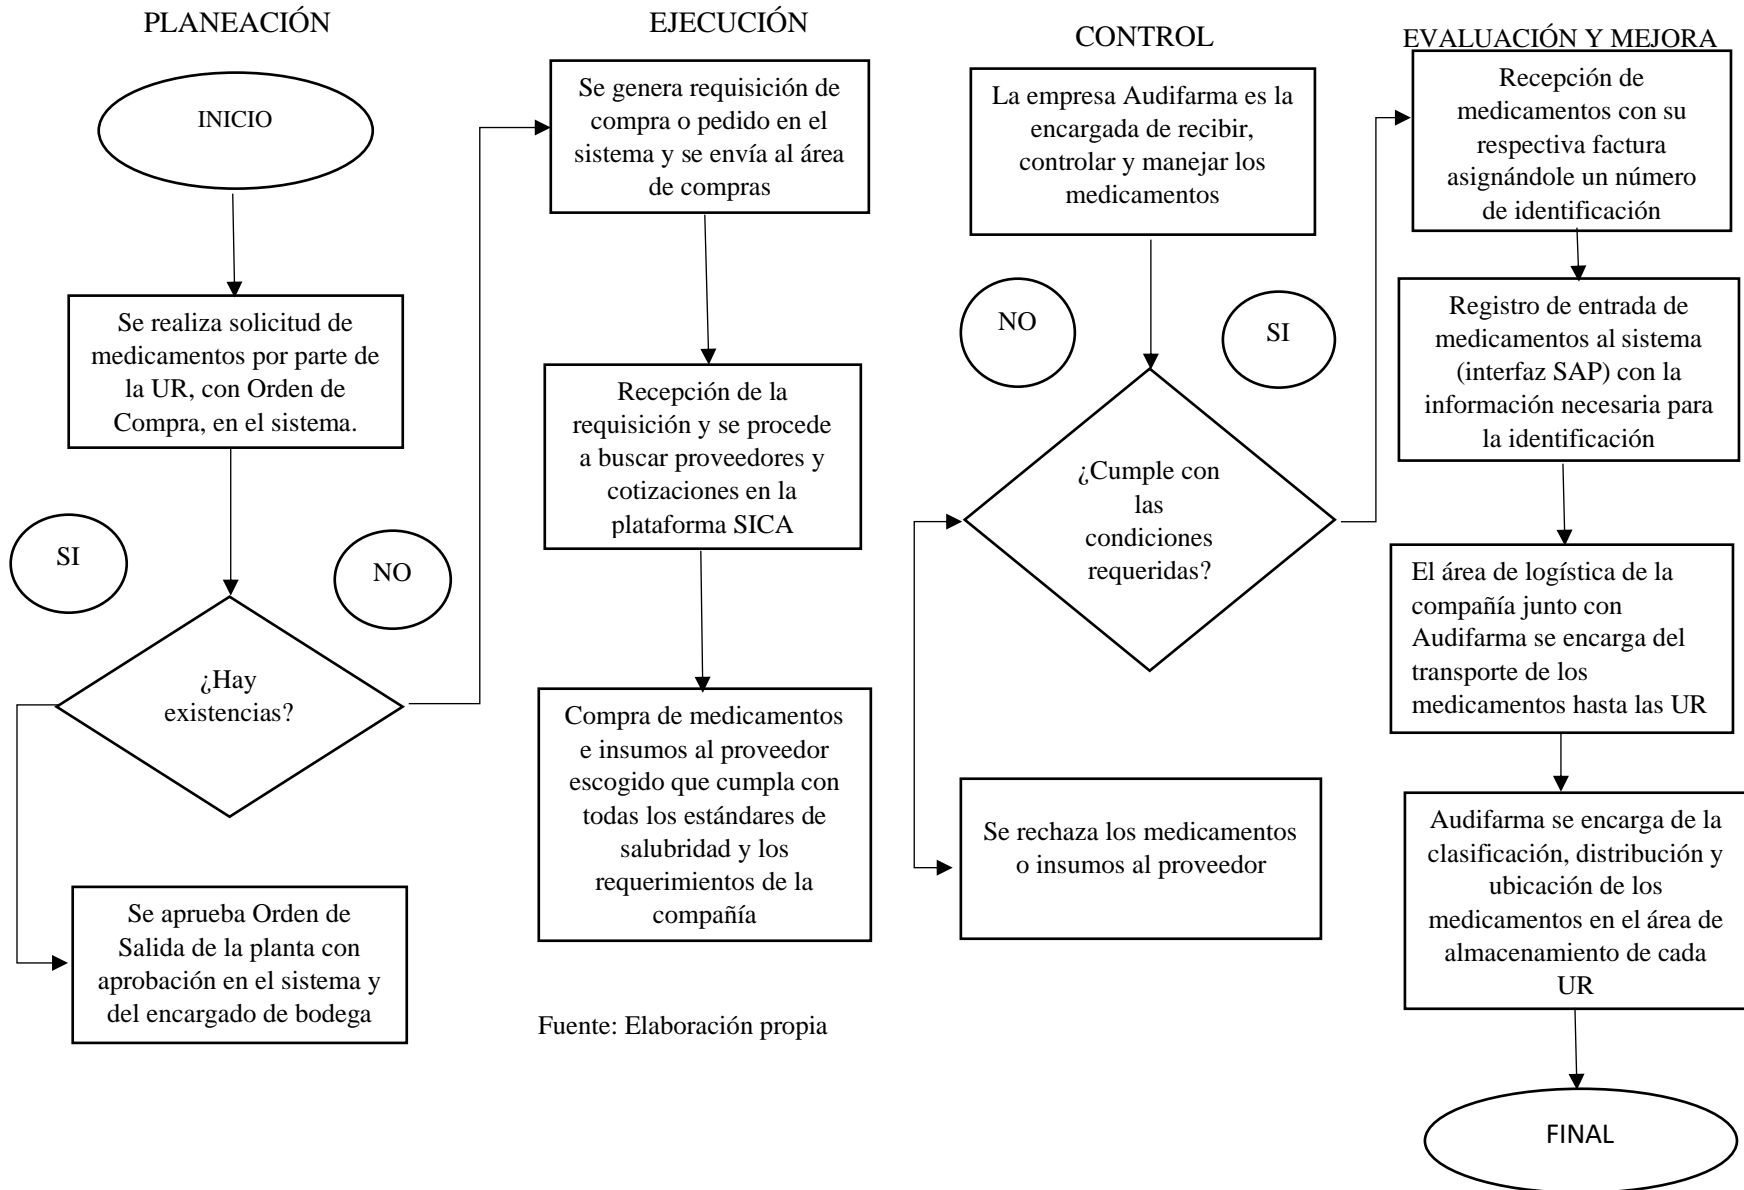 PLANEACIÓN
INICIO
Se realiza solicitud de
medicamentos por parte de
la UR, con Orden de
Compra, en el sistema.
SI
NO
¿Hay
existencias?
Se aprueba Orden de
Salida de la planta con
aprobación en el sistema y
del encargado de bodega
EJECUCIÓN
Se genera requisición de
compra o pedido en el
sistema y se envía al área
de compras
Recepción de la
requisición y se procede
a buscar proveedores y
cotizaciones en la
plataforma SICA
Compra de medicamentos
e insumos al proveedor
escogido que cumpla con
todas los estándares de
salubridad y los
requerimientos de la
compañía
Fuente: Elaboración propia
CONTROL
La empresa Audifarma es la
encargada de recibir,
controlar y manejar los
medicamentos
NO
SI
¿Cumple con
las
condiciones
requeridas?
Se rechaza los medicamentos
o insumos al proveedor
EVALUACIÓN Y MEJORA
Recepción de
medicamentos con su
respectiva factura
asignándole un número
de identificación
Registro de entrada de
medicamentos al sistema
(interfaz SAP) con la
información necesaria para
la identificación
El área de logística de la
compañía junto con
Audifarma se encarga del
transporte de los
medicamentos hasta las UR
Audifarma se encarga de la
clasificación, distribución y
ubicación de los
medicamentos en el área de
almacenamiento de cada
UR
FINAL